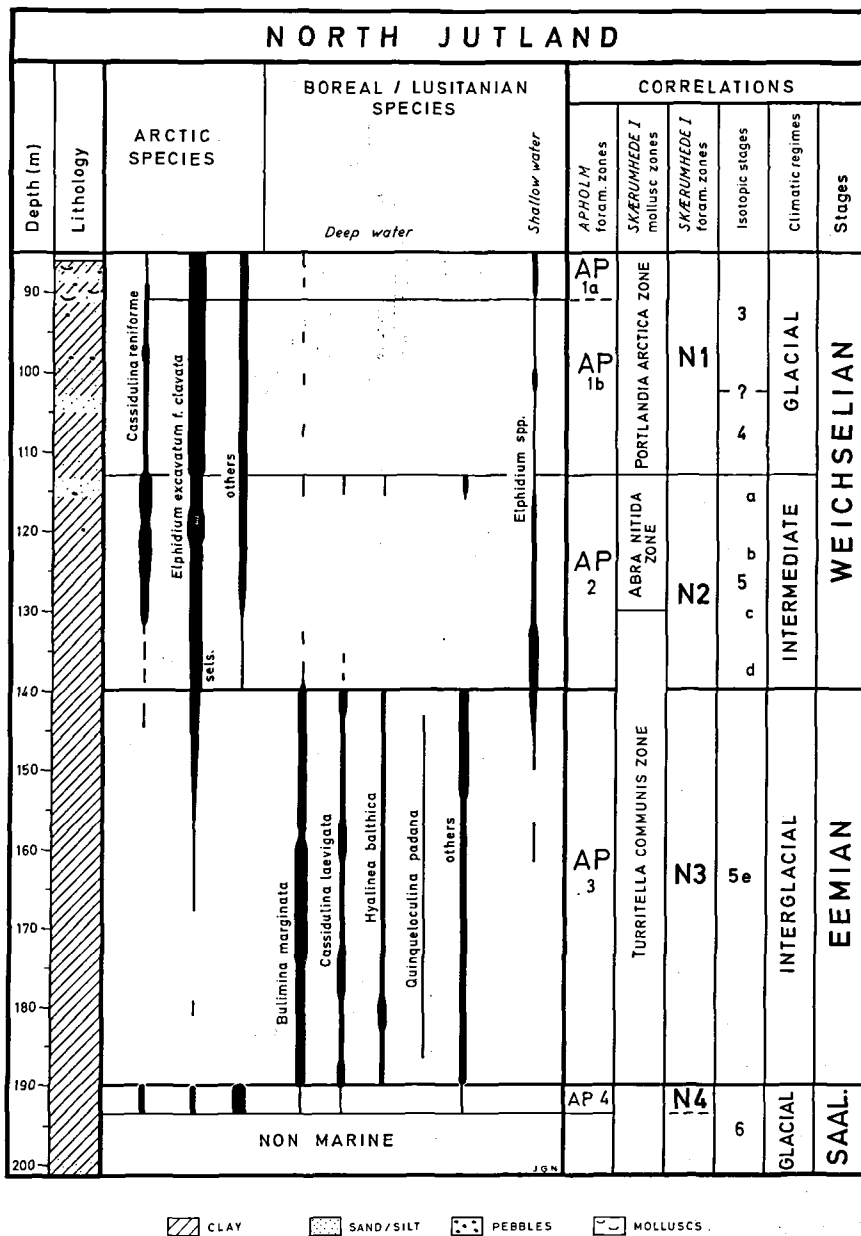 NORTH JUTLAND
Depth (m)
Lithology
ARCTIC
SPECIES
BOREAL / LUSITANIAN
SPECIES
Deep water
Shallow water
CORRELATIONS
APHOLM
foram. zones
SKÆRUMHEDE I
mollusc zones
SKÆRUMHEDE I
foram. zones
Isotopic stages
Climatic regimes
Stages
90
100
110
120
130
140
150
160
170
180
190
200
Cassidulina reniforme
Elphidium excavatum f. clavata
sels.
others
Bulimina marginata
Cassidulina laevigata
Hyalinea balthica
Quinqueloculina padana
others
Elphidium spp.
AP
1a
AP
1b
AP
2
AP
3
AP 4
PORTLANDIA ARCTICA ZONE
ABRA NITIDA
ZONE
TURRITELLA COMMUNIS ZONE
N1
N2
N3
N4
3
?
4
a
b
5
c
d
5e
6
GLACIAL
INTERMEDIATE
INTERGLACIAL
GLACIAL
WEICHSELIAN
EEMIAN
SAAL.
NON MARINE
JGN
CLAY
SAND/SILT
PEBBLES
MOLLUSCS